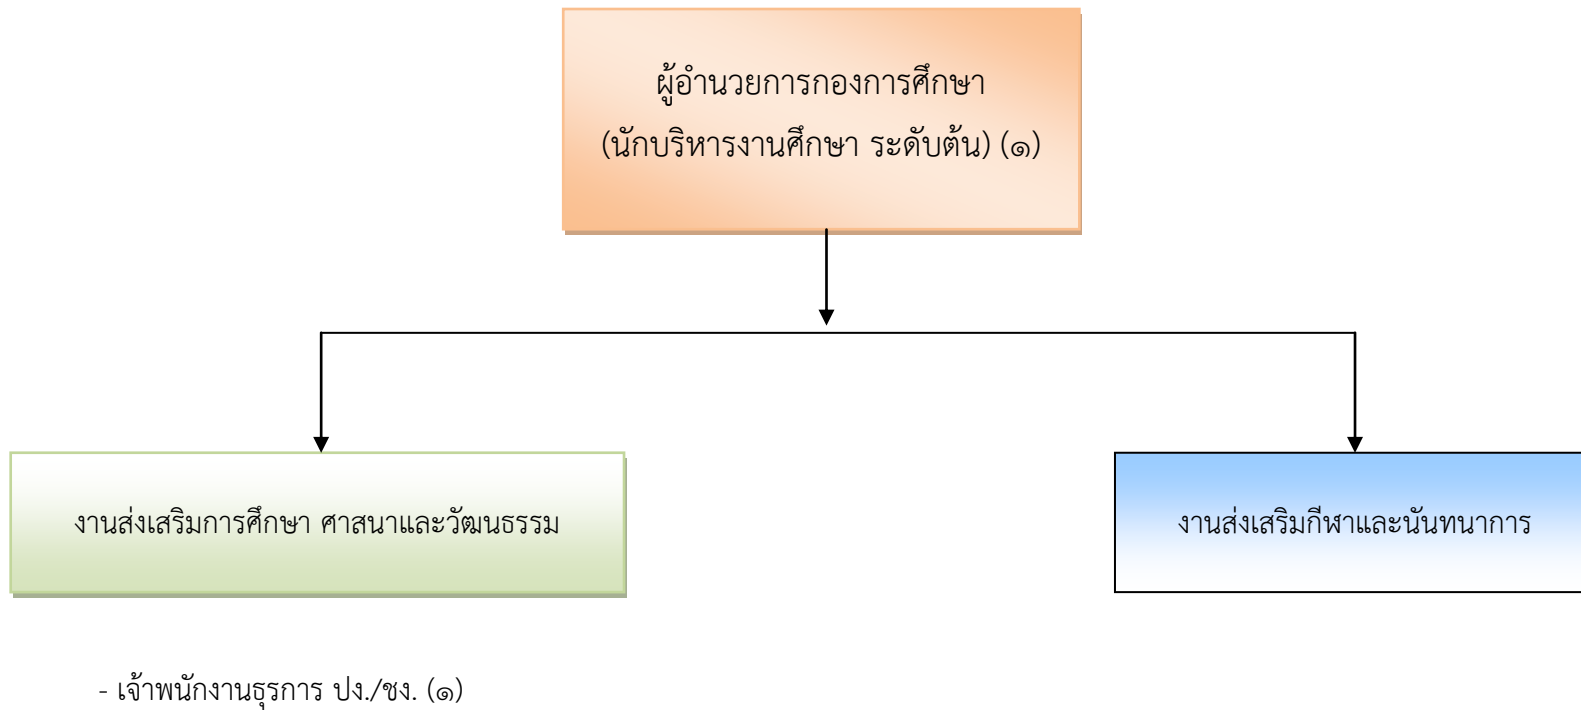 ผู้อำนวยการกองการศึกษา
(นักบริหารงานศึกษา ระดับต้น) (๑)
งานส่งเสริมการศึกษา ศาสนาและวัฒนธรรม
งานส่งเสริมกีฬาและนันทนาการ
- เจ้าพนักงานธุรการ ปง./ชง. (๑)